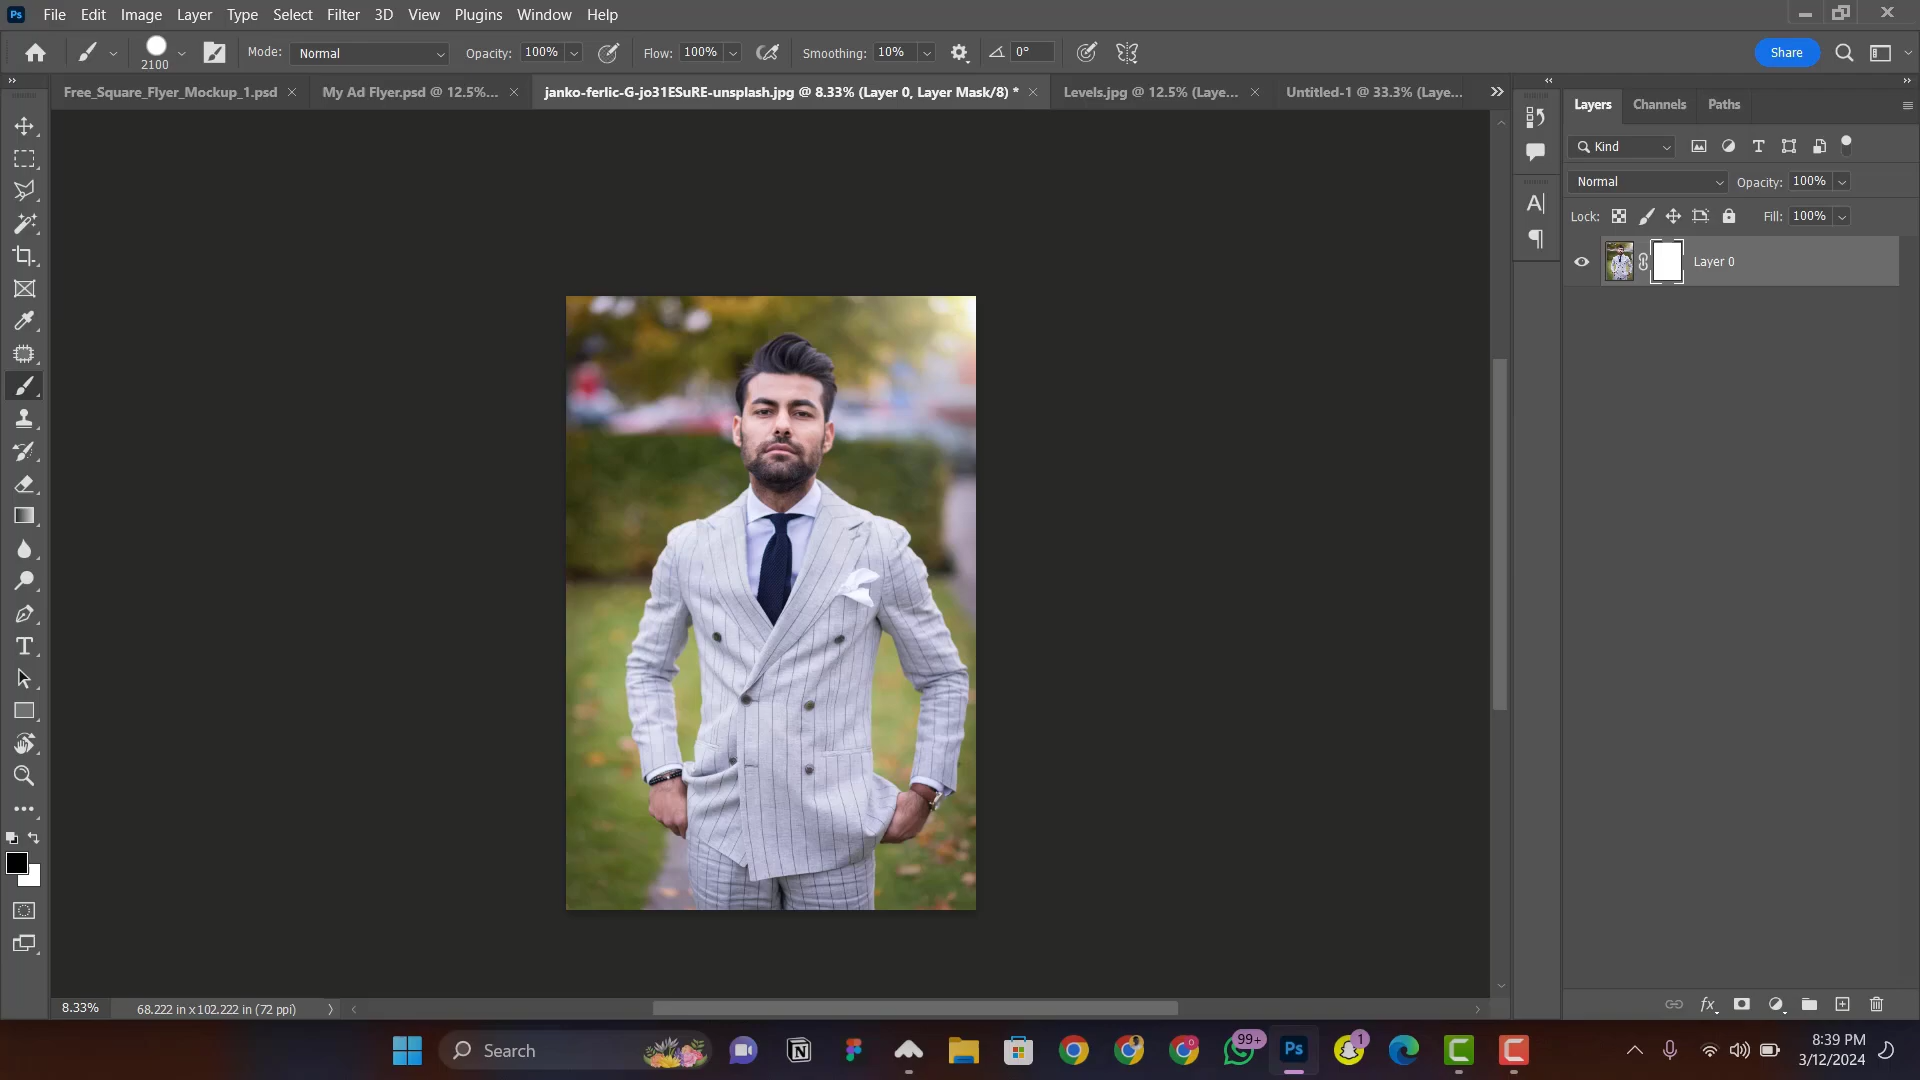 Ps File Edit Image Layer Type Select Filter 3D View Plugins Window Help
2100 Mode: Normal Opacity: 100% Flow: 100% Smoothing: 10% 0° Share
Free_Square_Flyer_Mockup_1.psd My Ad Flyer.psd @ 12.5%... janko-ferlic-G-jo31ESuRE-unsplash.jpg @ 8.33% (Layer 0, Layer Mask/8) * Levels.jpg @ 12.5% (Laye... Untitled-1 @ 33.3% (Laye...
Layers Channels Paths
Kind
Normal Opacity: 100%
Lock: Fill: 100%
Layer 0
8.33% 68.222 in x 102.222 in (72 ppi)
Search 99+ Ps 1 8:39 PM
3/12/2024